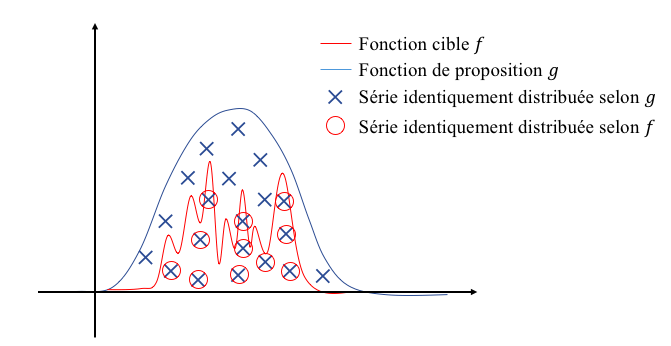 Fonction cible f
Fonction de proposition g
Série identiquement distribuée selon g
Série identiquement distribuée selon f